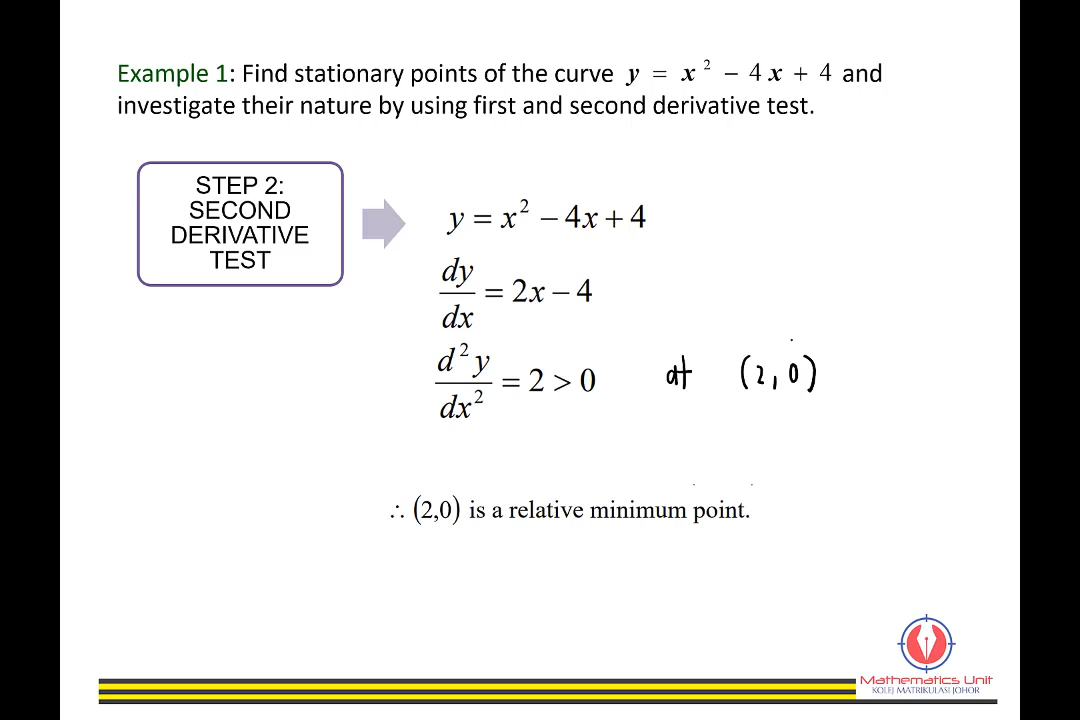 Example 1: Find stationary points of the curve y = x² − 4x + 4 and
investigate their nature by using first and second derivative test.
STEP 2:
SECOND
DERIVATIVE
TEST
y = x² − 4x + 4
dy/dx = 2x − 4
d²y/dx² = 2 > 0 at (2,0)
∴ (2,0) is a relative minimum point.
Mathematics Unit
KOLEJ MATRIKULASI JOHOR